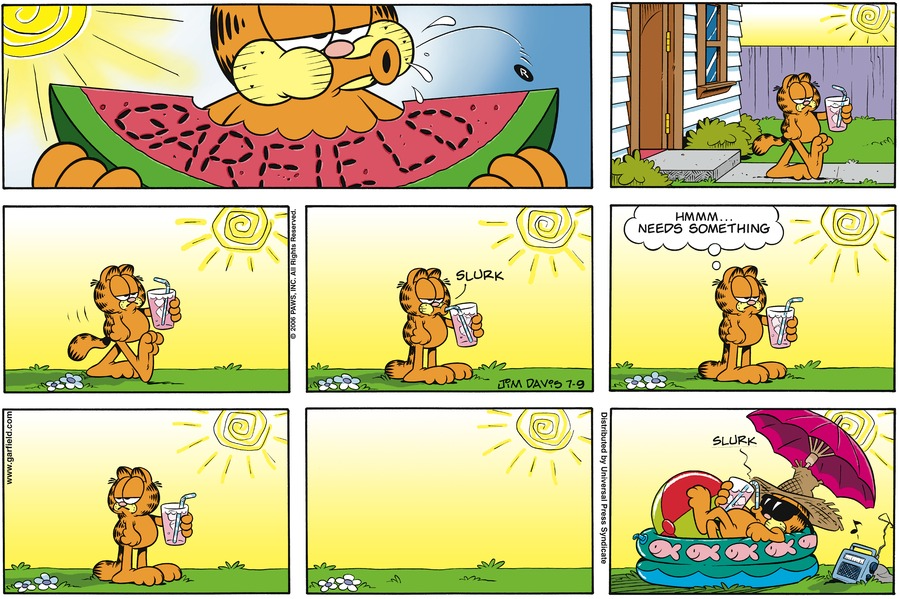 GARFIELD
R
© 2006 PAWS, INC. All Rights Reserved.
SLURK
JIM DAVIS 7-9
HMMM...
NEEDS SOMETHING
www.garfield.com
Distributed by Universal Press Syndicate
SLURK